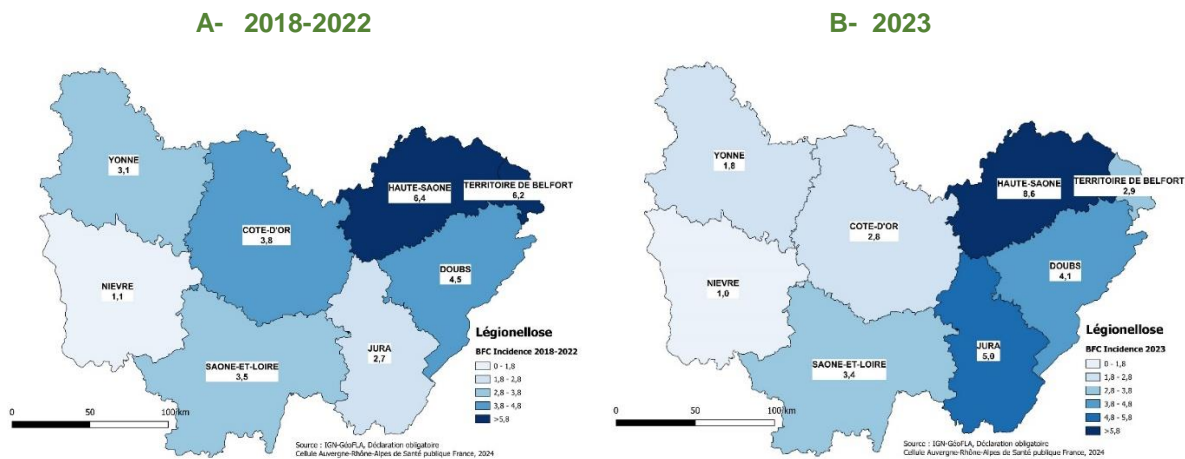 A- 2018-2022
YONNE
3,1
HAUTE-SAONE
6,4
TERRITOIRE DE BELFORT
6,2
COTE-D'OR
3,8
DOUBS
4,5
NIEVRE
1,1
JURA
2,7
SAONE-ET-LOIRE
3,5
Légionellose
BFC Incidence 2018-2022
0 - 1,8
1,8 - 2,8
2,8 - 3,8
3,8 - 4,8
>5,8
0 50 100 km
Source : IGN-GéoFLA, Déclaration obligatoire
Cellule Auvergne-Rhône-Alpes de Santé publique France, 2024
B- 2023
YONNE
1,8
HAUTE-SAONE
8,6
TERRITOIRE DE BELFORT
2,9
COTE-D'OR
2,8
DOUBS
4,1
NIEVRE
1,0
JURA
5,0
SAONE-ET-LOIRE
3,4
Légionellose
BFC Incidence 2023
0 - 1,8
1,8 - 2,8
2,8 - 3,8
3,8 - 4,8
4,8 - 5,8
>5,8
0 50 100 km
Source : IGN-GéoFLA, Déclaration obligatoire
Cellule Auvergne-Rhône-Alpes de Santé publique France, 2024